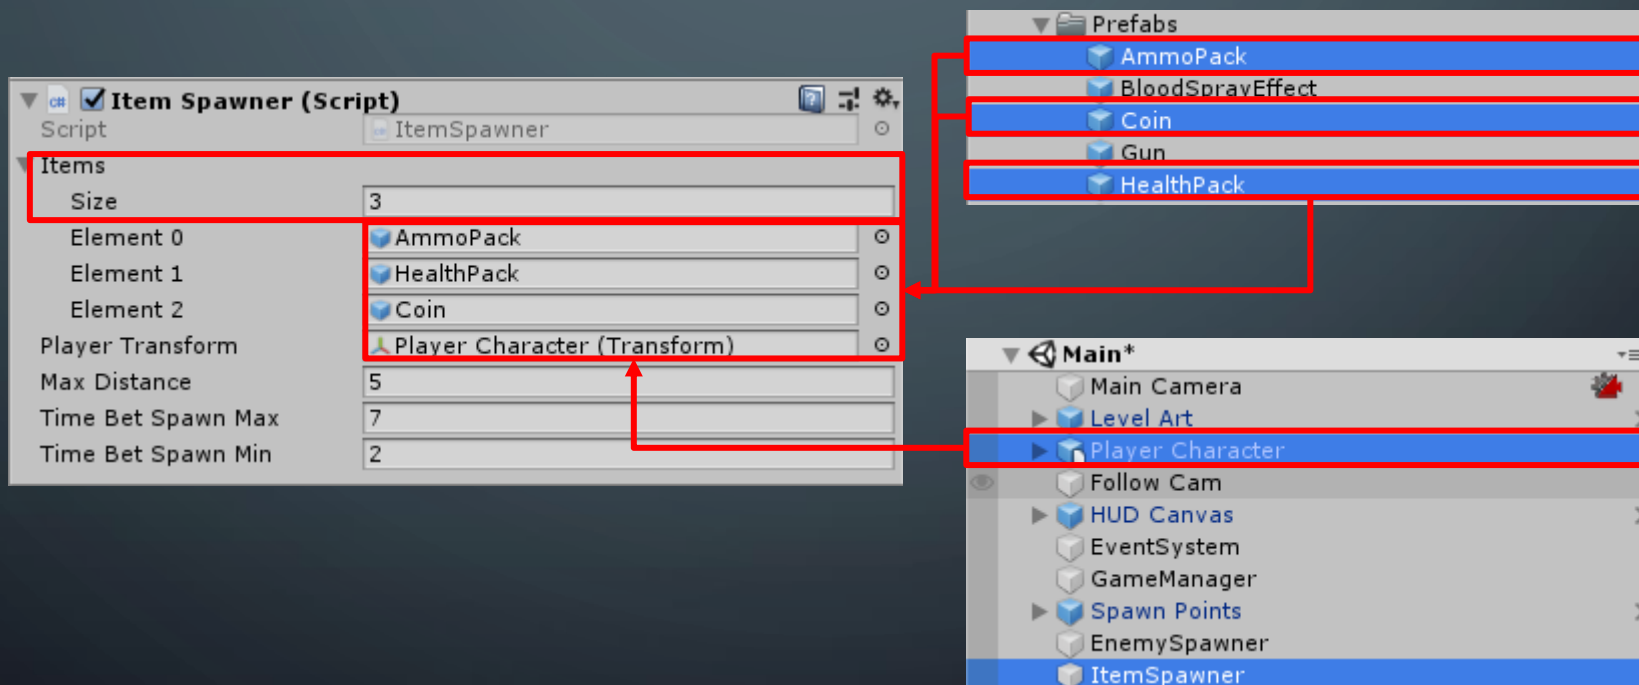 Item Spawner (Script)
Script ItemSpawner
Items
Size 3
Element 0 AmmoPack
Element 1 HealthPack
Element 2 Coin
Player Transform Player Character (Transform)
Max Distance 5
Time Bet Spawn Max 7
Time Bet Spawn Min 2
Prefabs
AmmoPack
BloodSprayEffect
Coin
Gun
HealthPack
Main*
Main Camera
Level Art
Player Character
Follow Cam
HUD Canvas
EventSystem
GameManager
Spawn Points
EnemySpawner
ItemSpawner